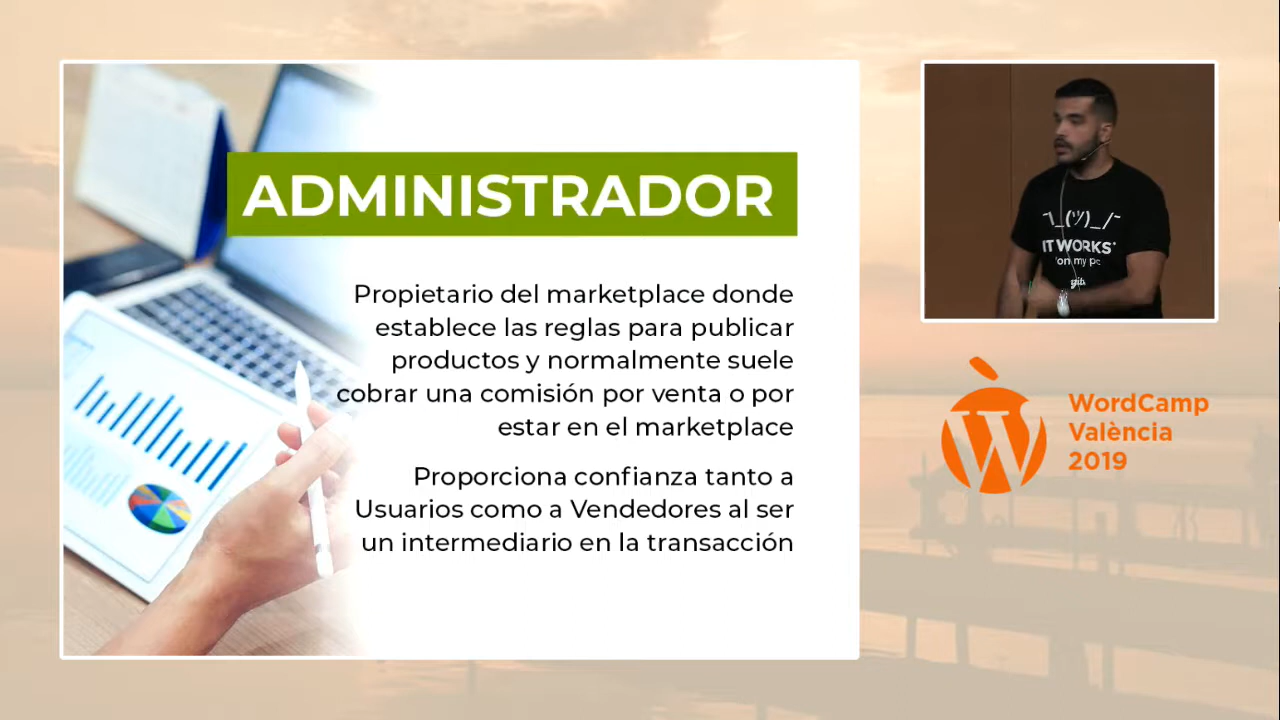 ADMINISTRADOR
Propietario del marketplace donde
establece las reglas para publicar
productos y normalmente suele
cobrar una comisión por venta o por
estar en el marketplace
Proporciona confianza tanto a
Usuarios como a Vendedores al ser
un intermediario en la transacción
¯\_(ツ)_/¯
IT WORKS*
*on my pc
WordCamp
València
2019